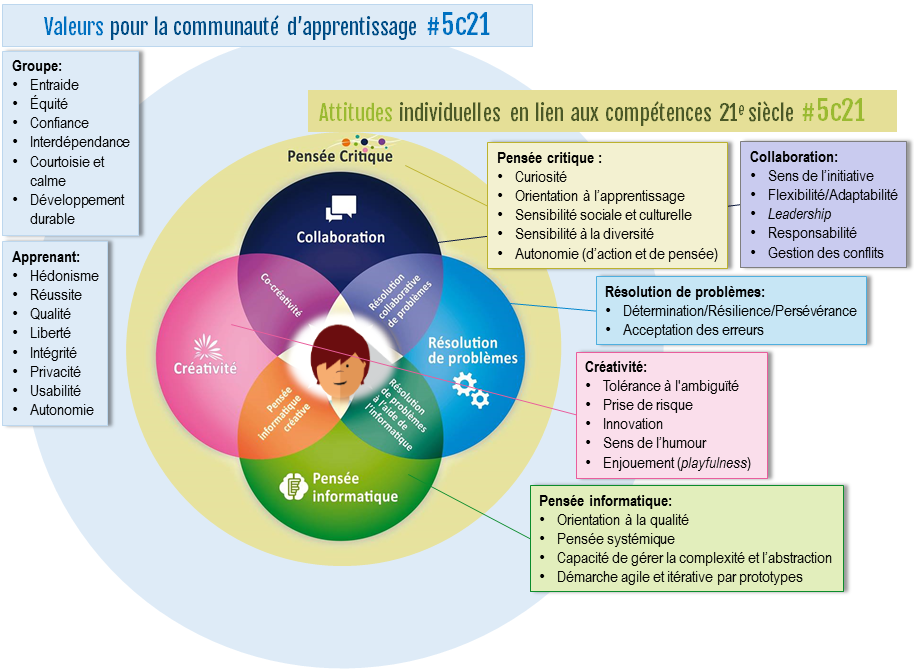 Valeurs pour la communauté d'apprentissage #5c21
Groupe:
• Entraide
• Équité
• Confiance
• Interdépendance
• Courtoisie et
calme
• Développement
durable
Apprenant:
• Hédonisme
• Réussite
• Qualité
• Liberté
• Intégrité
• Privacité
• Usabilité
• Autonomie
Attitudes individuelles en lien aux compétences 21e siècle #5c21
Pensée Critique
Collaboration
Co-créativité
Résolution
collaborative
de problèmes
Créativité
Résolution
de problèmes
Pensée
informatique
créative
Résolution
de problèmes
à l'aide de
l'informatique
Pensée
informatique
Pensée critique :
• Curiosité
• Orientation à l'apprentissage
• Sensibilité sociale et culturelle
• Sensibilité à la diversité
• Autonomie (d'action et de pensée)
Collaboration:
• Sens de l'initiative
• Flexibilité/Adaptabilité
• Leadership
• Responsabilité
• Gestion des conflits
Résolution de problèmes:
• Détermination/Résilience/Persévérance
• Acceptation des erreurs
Créativité:
• Tolérance à l'ambiguïté
• Prise de risque
• Innovation
• Sens de l'humour
• Enjouement (playfulness)
Pensée informatique:
• Orientation à la qualité
• Pensée systémique
• Capacité de gérer la complexité et l'abstraction
• Démarche agile et itérative par prototypes